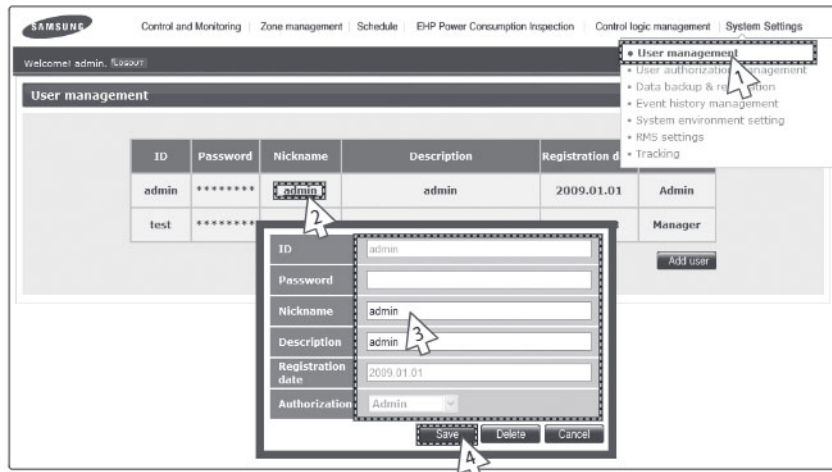 SAMSUNG
Control and Monitoring | Zone management | Schedule | EHP Power Consumption Inspection | Control logic management | System Settings
Welcome! admin. LOGOUT
• User management
• User authorization management
• Data backup &
• Event history management
• System environment setting
• RMS settings
• Tracking
1
User management
ID Password Nickname Description Registration d
admin ******** admin admin 2009.01.01 Admin
2
test ******** Manager
Add user
ID admin
Password
Nickname admin
3
Description admin
Registration date 2009.01.01
Authorization Admin
Save Delete Cancel
4